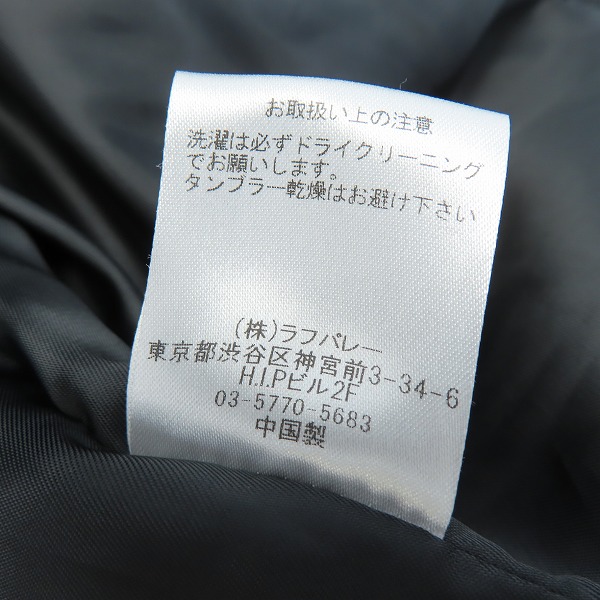 お取扱い上の注意
洗濯は必ずドライクリーニング
でお願いします。
タンブラー乾燥はお避け下さい
(株)ラフバレー
東京都渋谷区神宮前3-34-6
H.I.Pビル2F
03-5770-5683
中国製